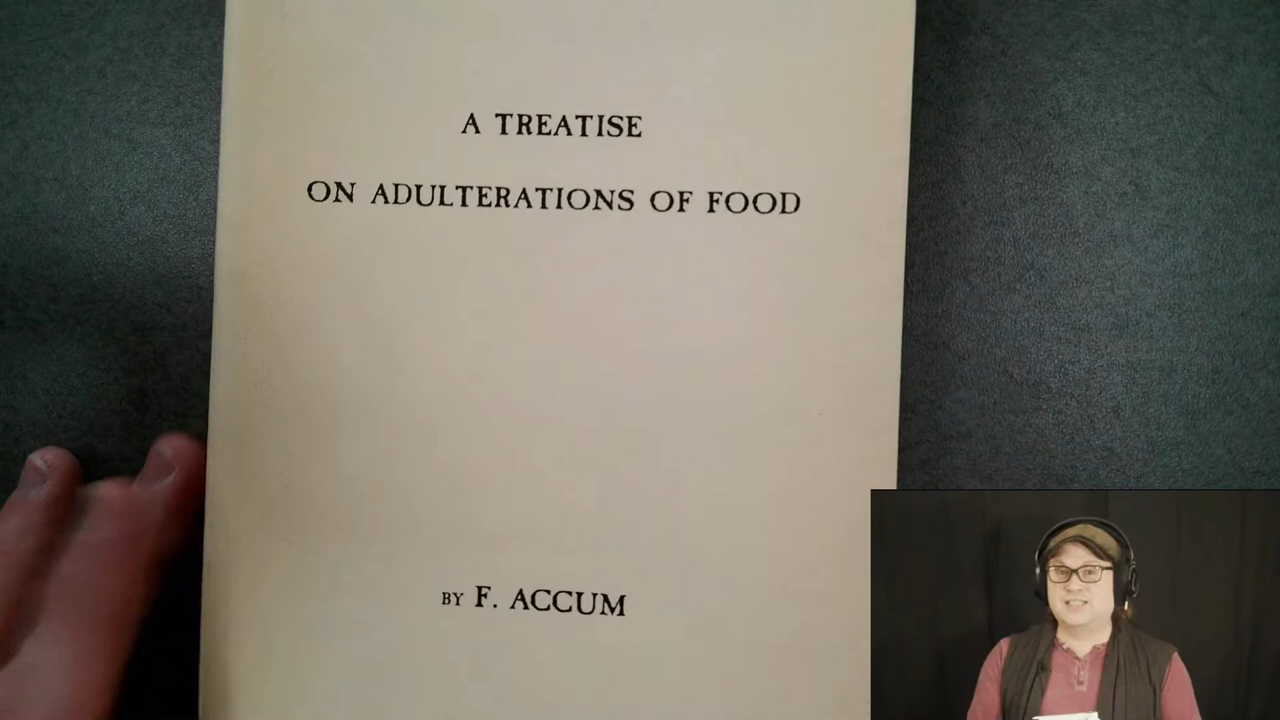 A TREATISE
ON ADULTERATIONS OF FOOD
BY F. ACCUM